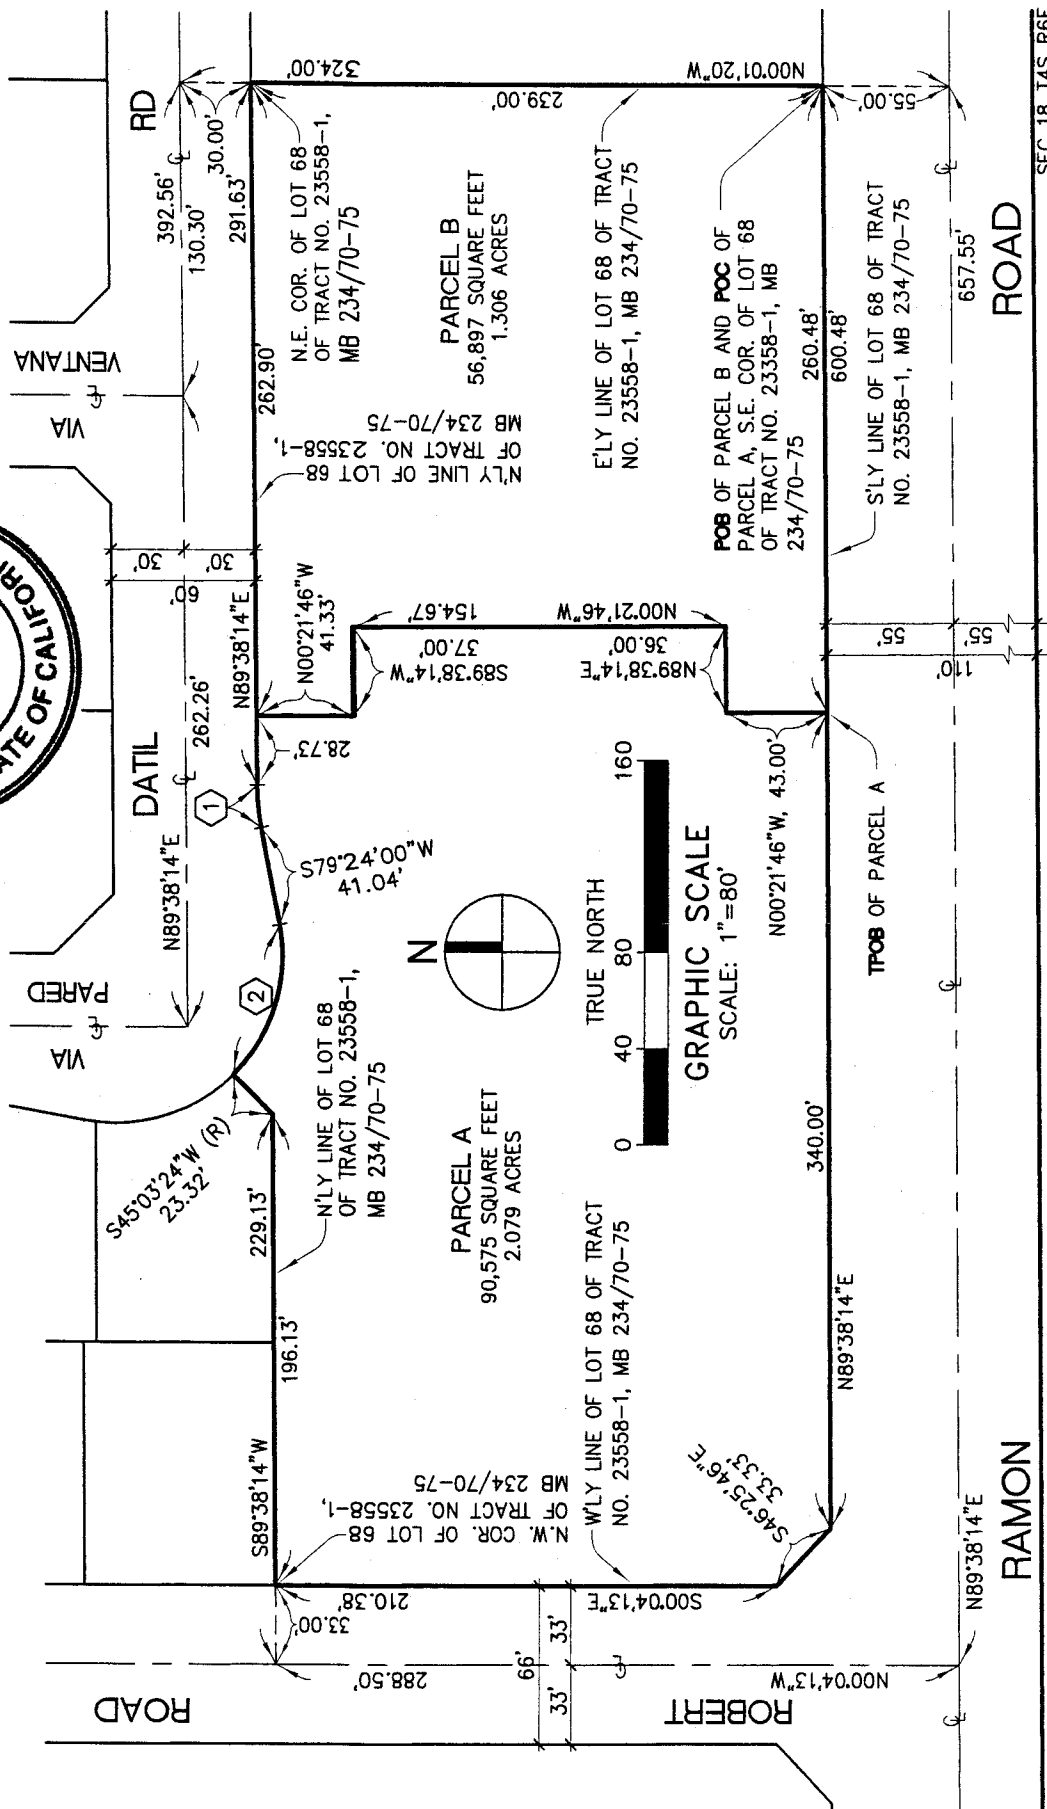 ATE OF CALIFOR
ROAD
ROBERT
RAMON
ROAD
DATIL
RD
VIA
PARED
VIA
VENTANA
392.56'
130.30'
30.00'
291.63'
262.90'
324.00'
239.00'
N00°01'20"W
55.00'
N.E. COR. OF LOT 68
OF TRACT NO. 23558-1,
MB 234/70-75
PARCEL B
56,897 SQUARE FEET
1.306 ACRES
N'LY LINE OF LOT 68
OF TRACT NO. 23558-1,
MB 234/70-75
E'LY LINE OF LOT 68 OF TRACT
NO. 23558-1, MB 234/70-75
POB OF PARCEL B AND POC OF
PARCEL A, S.E. COR. OF LOT 68
OF TRACT NO. 23358-1, MB
234/70-75
260.48'
600.48'
S'LY LINE OF LOT 68 OF TRACT
NO. 23558-1, MB 234/70-75
657.55'
SEC 18 T4S R6E
30'
30'
60'
N89°38'14"E
262.26'
N89°38'14"E
N00°21'46"W
41.33'
154.67'
N00°21'46"W
37.00'
S89°38'14"W
36.00'
N89°38'14"E
28.73'
1
S79°24'00"W
41.04'
2
N00°21'46"W, 43.00'
TPOB OF PARCEL A
55'
55'
110'
N
TRUE NORTH
0
40
80
160
GRAPHIC SCALE
SCALE: 1"=80'
S45°03'24"W (R)
23.32'
N'LY LINE OF LOT 68
OF TRACT NO. 23558-1,
MB 234/70-75
229.13'
196.13'
S89°38'14"W
PARCEL A
90,575 SQUARE FEET
2.079 ACRES
340.00'
N89°38'14"E
W'LY LINE OF LOT 68 OF TRACT
NO. 23558-1, MB 234/70-75
N.W. COR. OF LOT 68
OF TRACT NO. 23558-1,
MB 234/70-75
S46°25'46"E
33.33'
210.38'
S00°04'13"E
33.00'
288.50'
66'
33'
33'
N00°04'13"W
N89°38'14"E